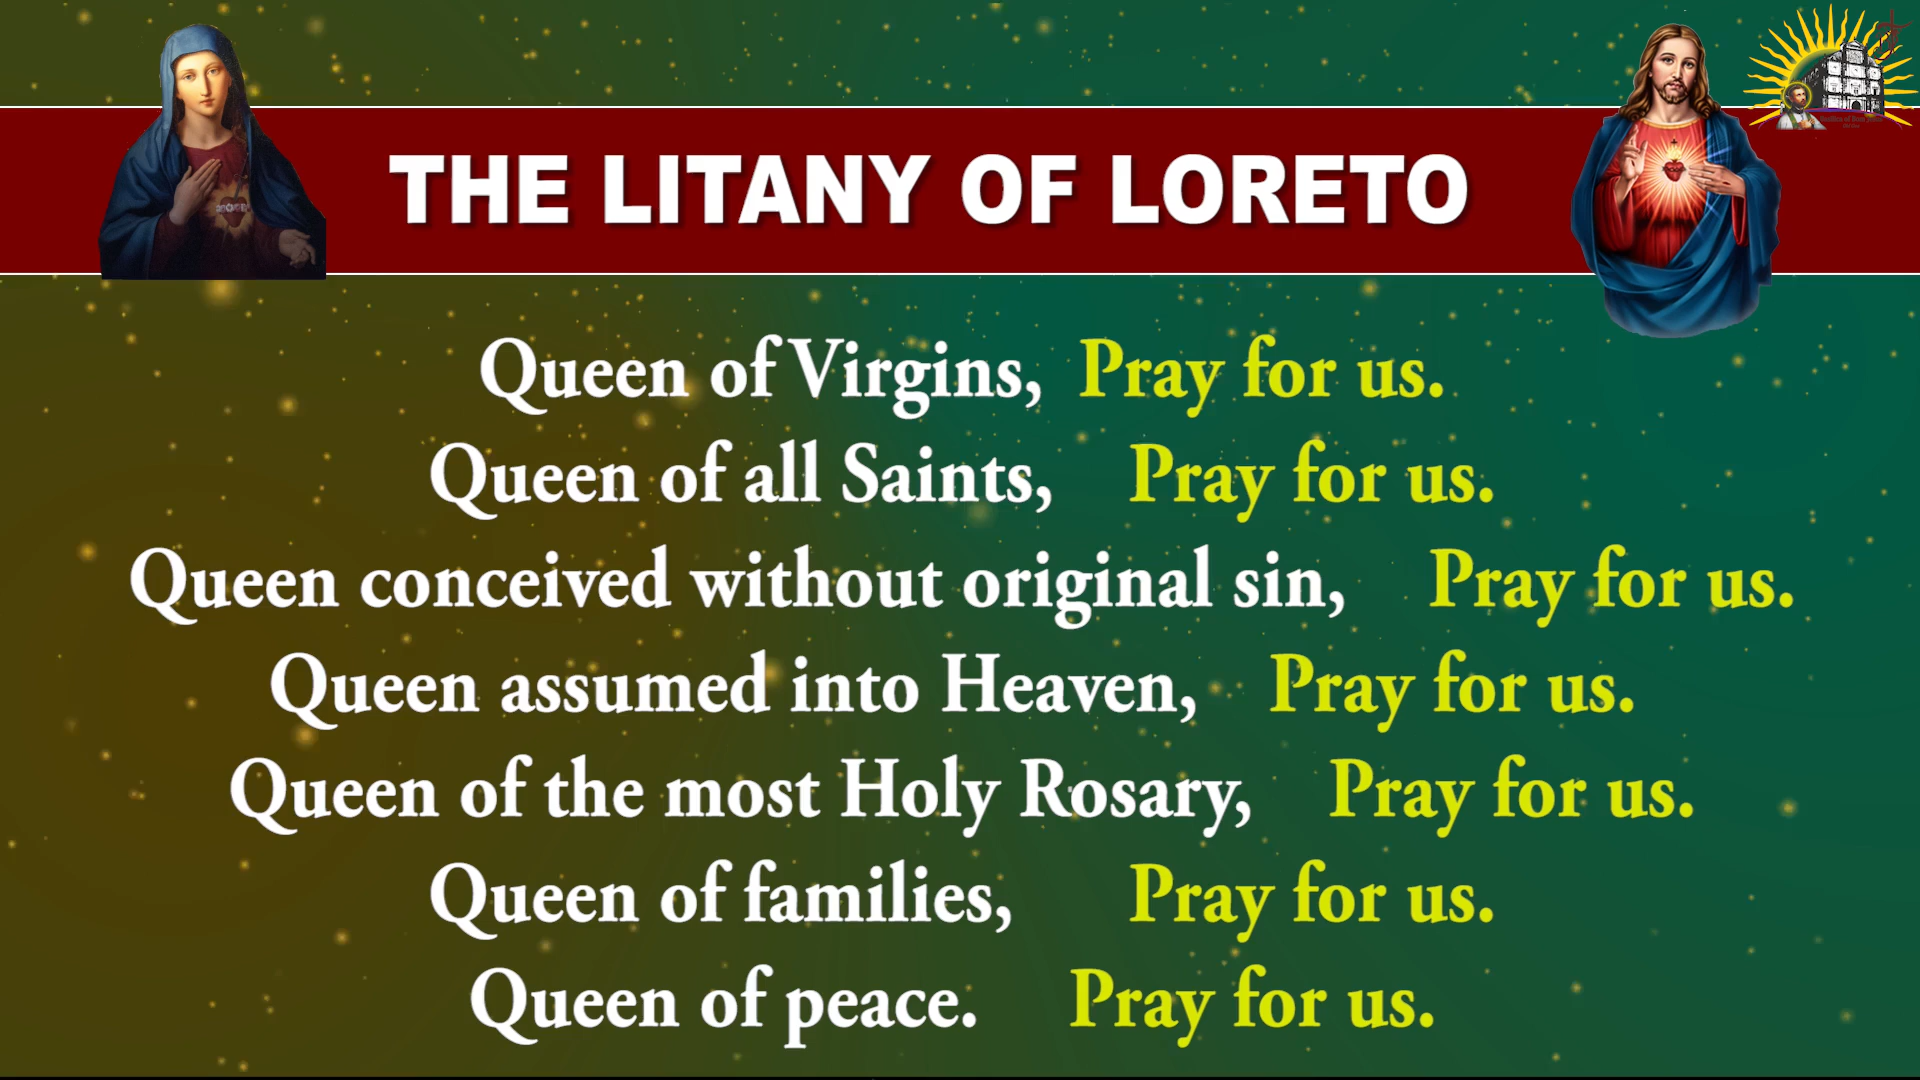 THE LITANY OF LORETO
Queen of Virgins, Pray for us.
Queen of all Saints, Pray for us.
Queen conceived without original sin, Pray for us.
Queen assumed into Heaven, Pray for us.
Queen of the most Holy Rosary, Pray for us.
Queen of families, Pray for us.
Queen of peace. Pray for us.